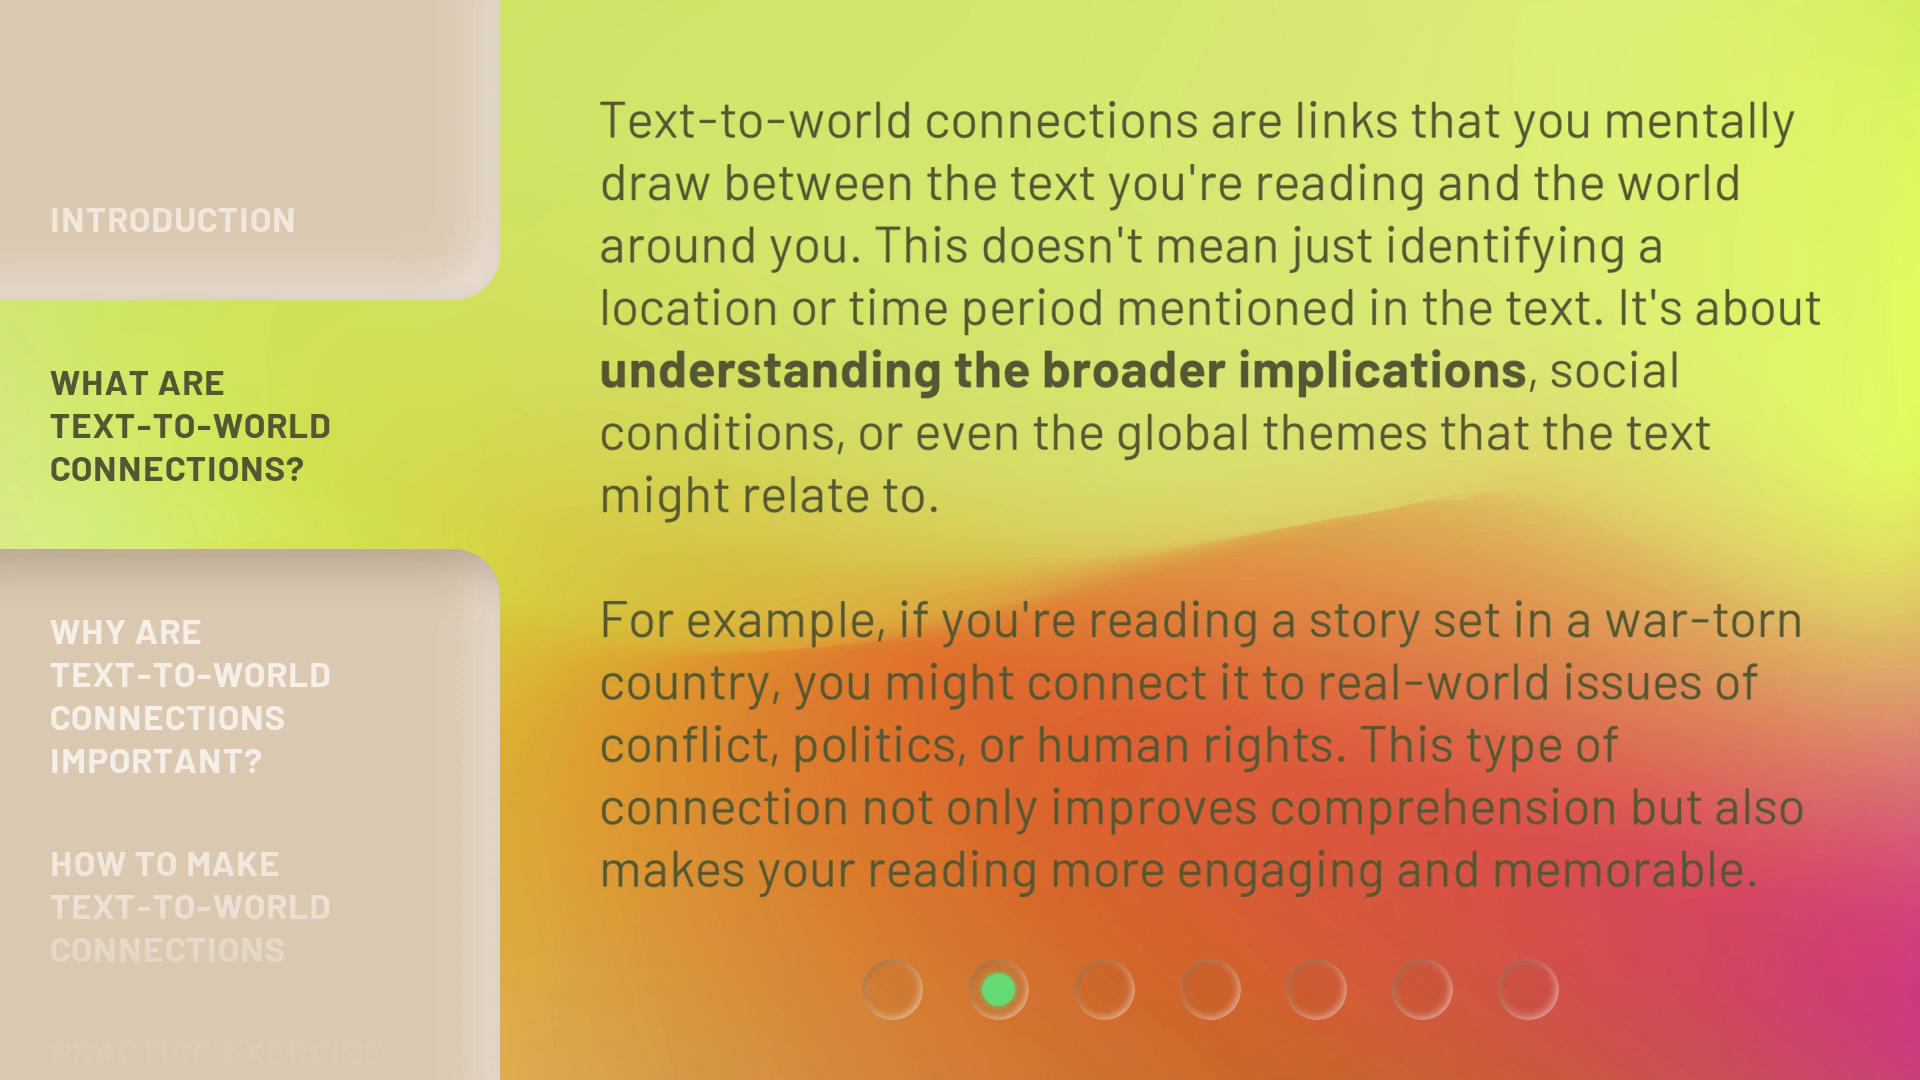 INTRODUCTION
WHAT ARE
TEXT-TO-WORLD
CONNECTIONS?
WHY ARE
TEXT-TO-WORLD
CONNECTIONS
IMPORTANT?
HOW TO MAKE
TEXT-TO-WORLD
CONNECTIONS
PRACTICE EXERCISE
Text-to-world connections are links that you mentally
draw between the text you're reading and the world
around you. This doesn't mean just identifying a
location or time period mentioned in the text. It's about
understanding the broader implications, social
conditions, or even the global themes that the text
might relate to.
For example, if you're reading a story set in a war-torn
country, you might connect it to real-world issues of
conflict, politics, or human rights. This type of
connection not only improves comprehension but also
makes your reading more engaging and memorable.